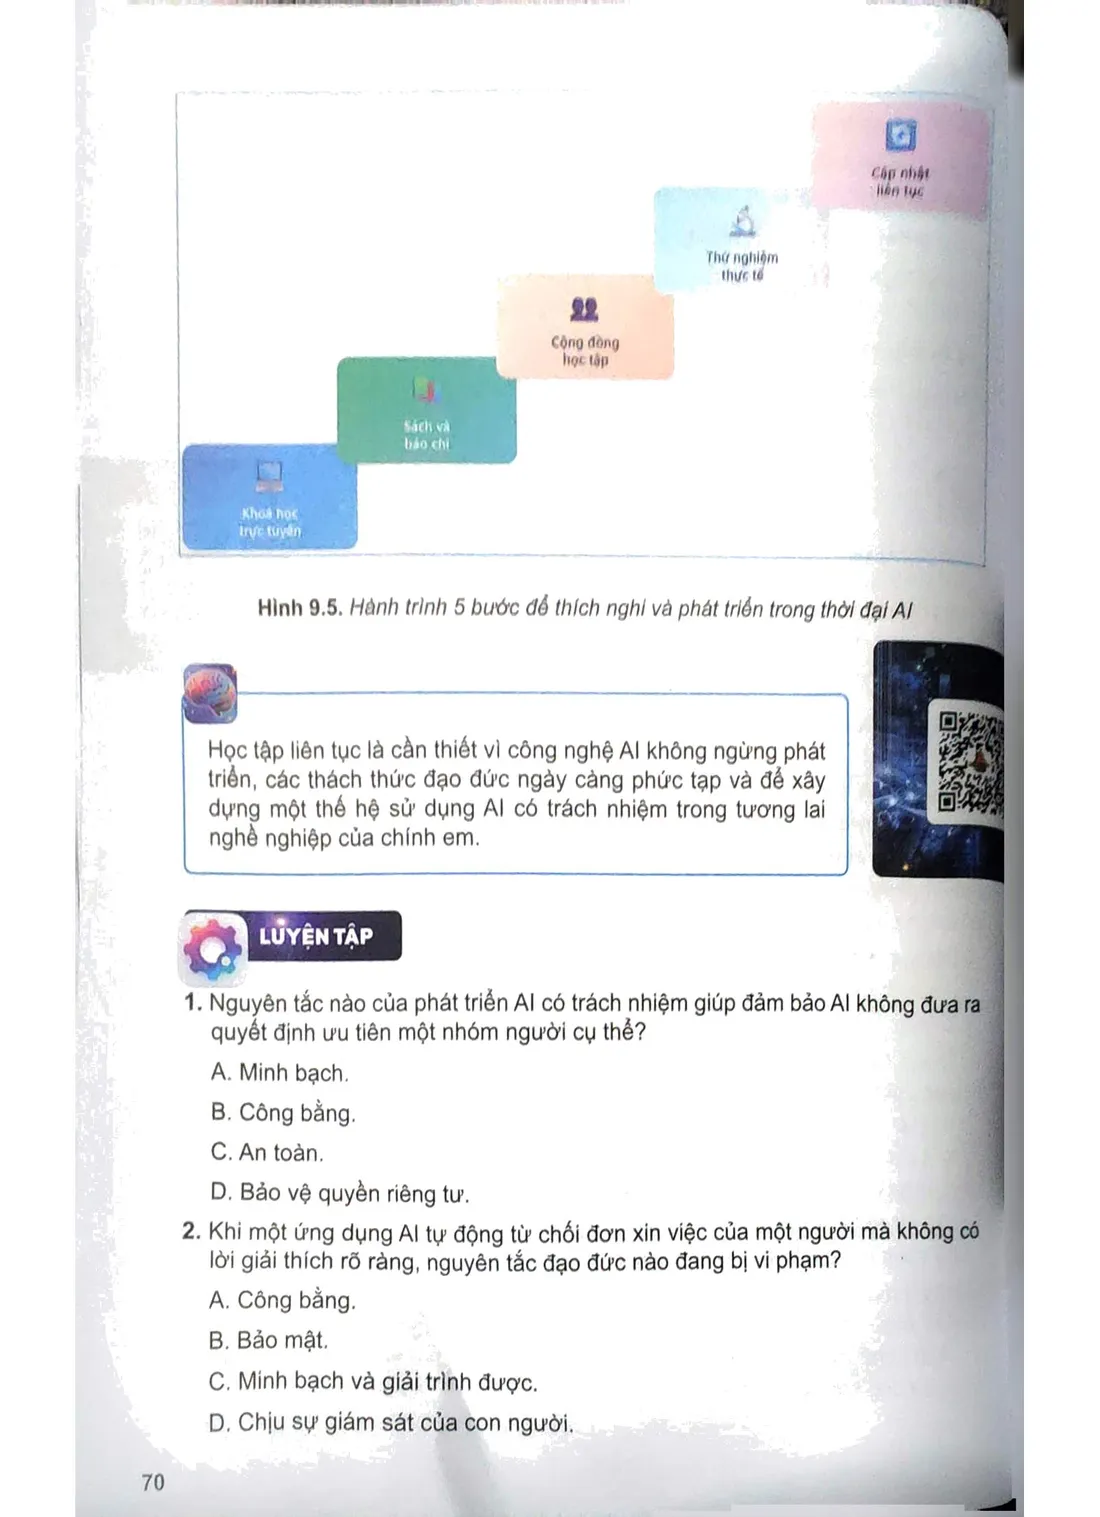 Cập nhật
liên tục
Thử nghiệm
thực tế
Cộng đồng
học tập
Sách và
báo chí
Khoá học
trực tuyến
Hình 9.5. Hành trình 5 bước để thích nghi và phát triển trong thời đại AI
Học tập liên tục là cần thiết vì công nghệ AI không ngừng phát
triển, các thách thức đạo đức ngày càng phức tạp và để xây
dựng một thế hệ sử dụng AI có trách nhiệm trong tương lai
nghề nghiệp của chính em.
LUYỆN TẬP
1. Nguyên tắc nào của phát triển AI có trách nhiệm giúp đảm bảo AI không đưa ra
quyết định ưu tiên một nhóm người cụ thể?
A. Minh bạch.
B. Công bằng.
C. An toàn.
D. Bảo vệ quyền riêng tư.
2. Khi một ứng dụng AI tự động từ chối đơn xin việc của một người mà không có
lời giải thích rõ ràng, nguyên tắc đạo đức nào đang bị vi phạm?
A. Công bằng.
B. Bảo mật.
C. Minh bạch và giải trình được.
D. Chịu sự giám sát của con người.
70